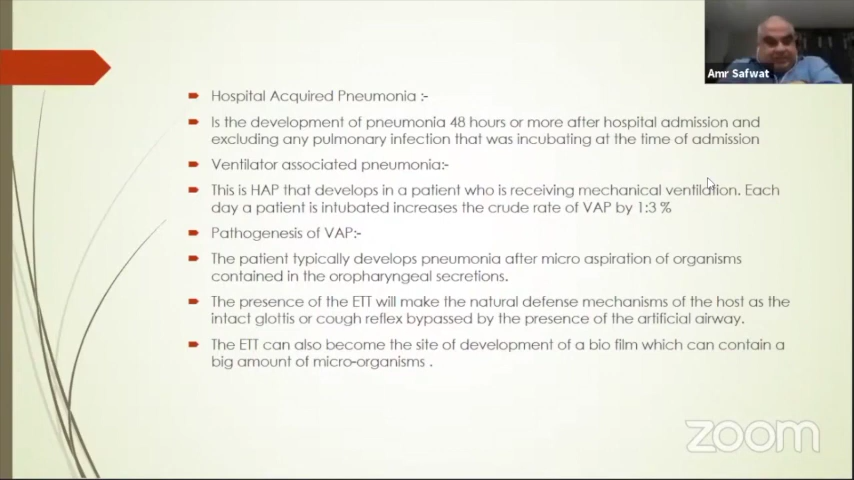 Amr Safwat
Hospital Acquired Pneumonia :-
Is the development of pneumonia 48 hours or more after hospital admission and
excluding any pulmonary infection that was incubating at the time of admission
Ventilator associated pneumonia:-
This is HAP that develops in a patient who is receiving mechanical ventilation. Each
day a patient is intubated increases the crude rate of VAP by 1:3 %
Pathogenesis of VAP:-
The patient typically develops pneumonia after micro aspiration of organisms
contained in the oropharyngeal secretions.
The presence of the ETT will make the natural defense mechanisms of the host as the
intact glottis or cough reflex bypassed by the presence of the artificial airway.
The ETT can also become the site of development of a bio film which can contain a
big amount of micro-organisms .
zoom